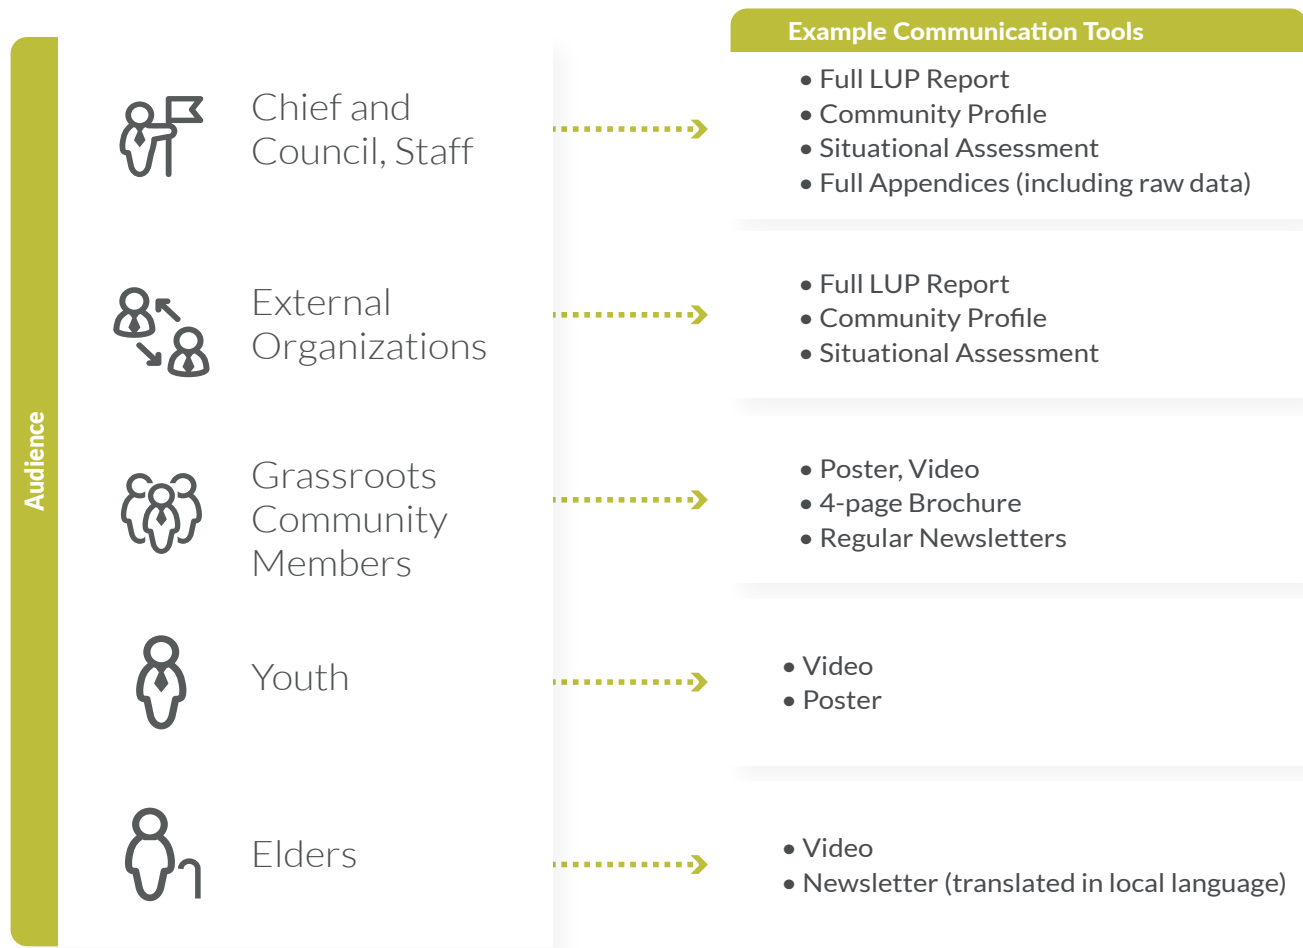 Example Communication Tools
Audience
Chief and
Council, Staff
• Full LUP Report
• Community Profile
• Situational Assessment
• Full Appendices (including raw data)
External
Organizations
• Full LUP Report
• Community Profile
• Situational Assessment
Grassroots
Community
Members
• Poster, Video
• 4-page Brochure
• Regular Newsletters
Youth
• Video
• Poster
Elders
• Video
• Newsletter (translated in local language)